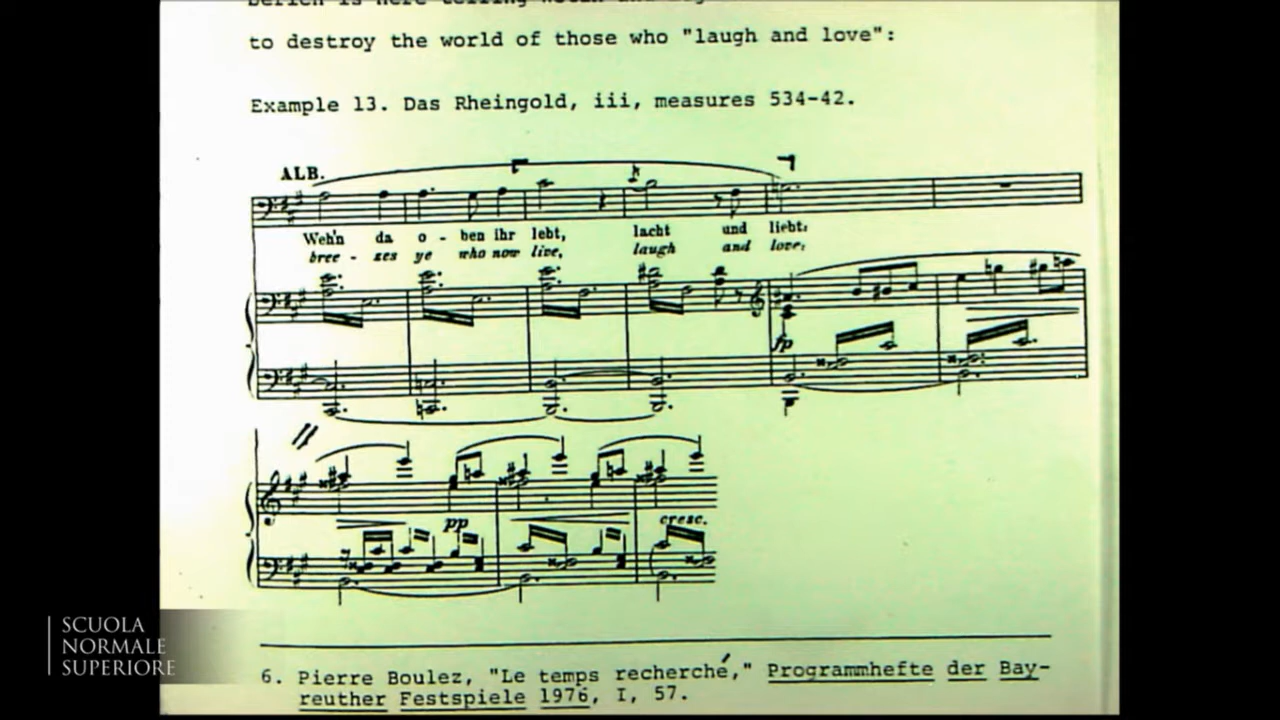 to destroy the world of those who "laugh and love":
Example 13. Das Rheingold, iii, measures 534-42.
ALB.
Weh'n da o - ben ihr lebt, lacht und liebt:
bree - zes ye who now live, laugh and love:
fp
pp cresc.
6. Pierre Boulez, "Le temps recherché," Programmhefte der Bay-
reuther Festspiele 1976, I, 57.
SCUOLA
NORMALE
SUPERIORE